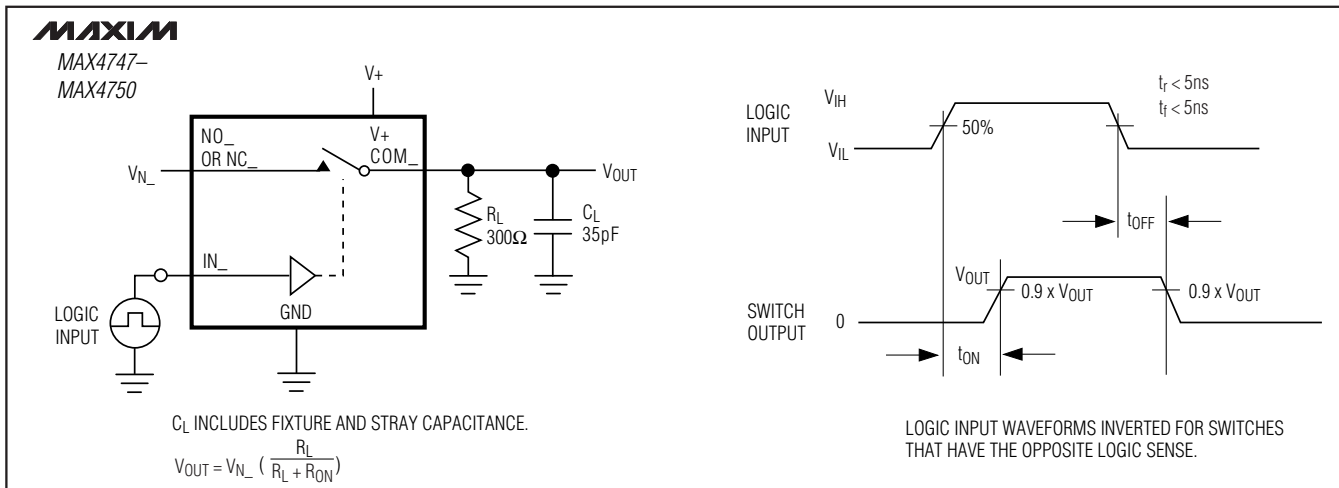 MAXIM
MAX4747–
MAX4750
V+
V+
NO_
OR NC_
COM_
V_N_
V_OUT
R_L
300Ω
C_L
35pF
IN_
LOGIC
INPUT
GND
C_L INCLUDES FIXTURE AND STRAY CAPACITANCE.
V_OUT = V_N_ ( R_L / R_L + R_ON )
LOGIC
INPUT
V_IH
V_IL
50%
t_r < 5ns
t_f < 5ns
t_OFF
SWITCH
OUTPUT
V_OUT
0
0.9 x V_OUT
0.9 x V_OUT
t_ON
LOGIC INPUT WAVEFORMS INVERTED FOR SWITCHES
THAT HAVE THE OPPOSITE LOGIC SENSE.